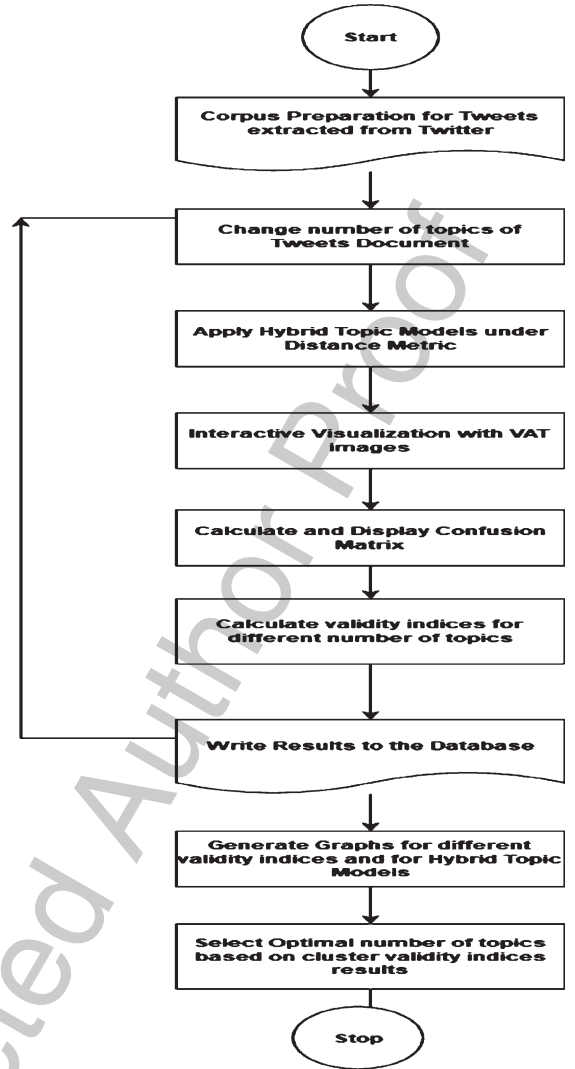 Start
Corpus Preparation for Tweets
extracted from Twitter
Change number of topics of
Tweets Document
Apply Hybrid Topic Models under
Distance Metric
Interactive Visualization with VAT
images
Calculate and Display Confusion
Matrix
Calculate validity indices for
different number of topics
Write Results to the Database
Generate Graphs for different
validity indices and for Hybrid Topic
Models
Select Optimal number of topics
based on cluster validity indices
results
Stop
cted Author Proof